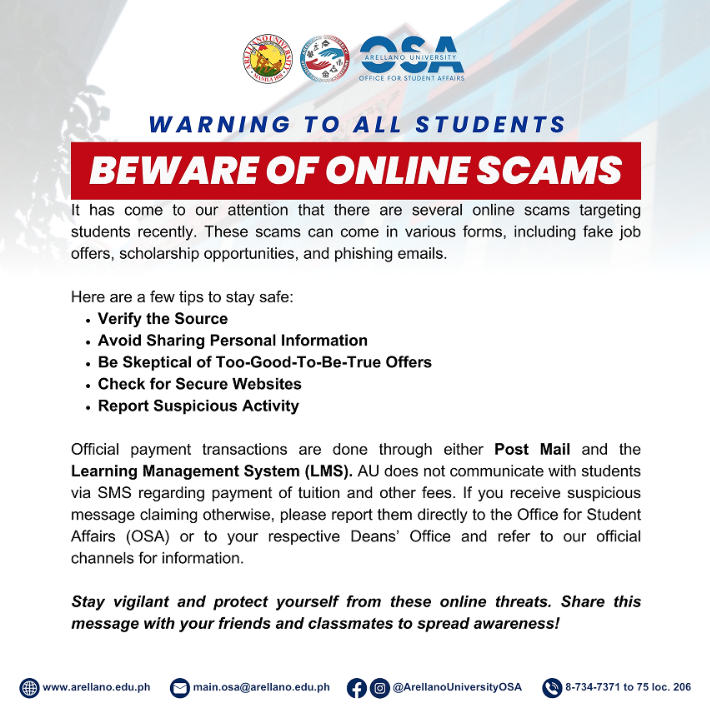 ARELLANO UNIVERSITY
MANILA 1938
OSA
ARELLANO UNIVERSITY
OFFICE FOR STUDENT AFFAIRS
WARNING TO ALL STUDENTS
BEWARE OF ONLINE SCAMS
It has come to our attention that there are several online scams targeting
students recently. These scams can come in various forms, including fake job
offers, scholarship opportunities, and phishing emails.
Here are a few tips to stay safe:
• Verify the Source
• Avoid Sharing Personal Information
• Be Skeptical of Too-Good-To-Be-True Offers
• Check for Secure Websites
• Report Suspicious Activity
Official payment transactions are done through either Post Mail and the
Learning Management System (LMS). AU does not communicate with students
via SMS regarding payment of tuition and other fees. If you receive suspicious
message claiming otherwise, please report them directly to the Office for Student
Affairs (OSA) or to your respective Deans’ Office and refer to our official
channels for information.
Stay vigilant and protect yourself from these online threats. Share this
message with your friends and classmates to spread awareness!
www.arellano.edu.ph
main.osa@arellano.edu.ph
@ArellanoUniversityOSA
8-734-7371 to 75 loc. 206